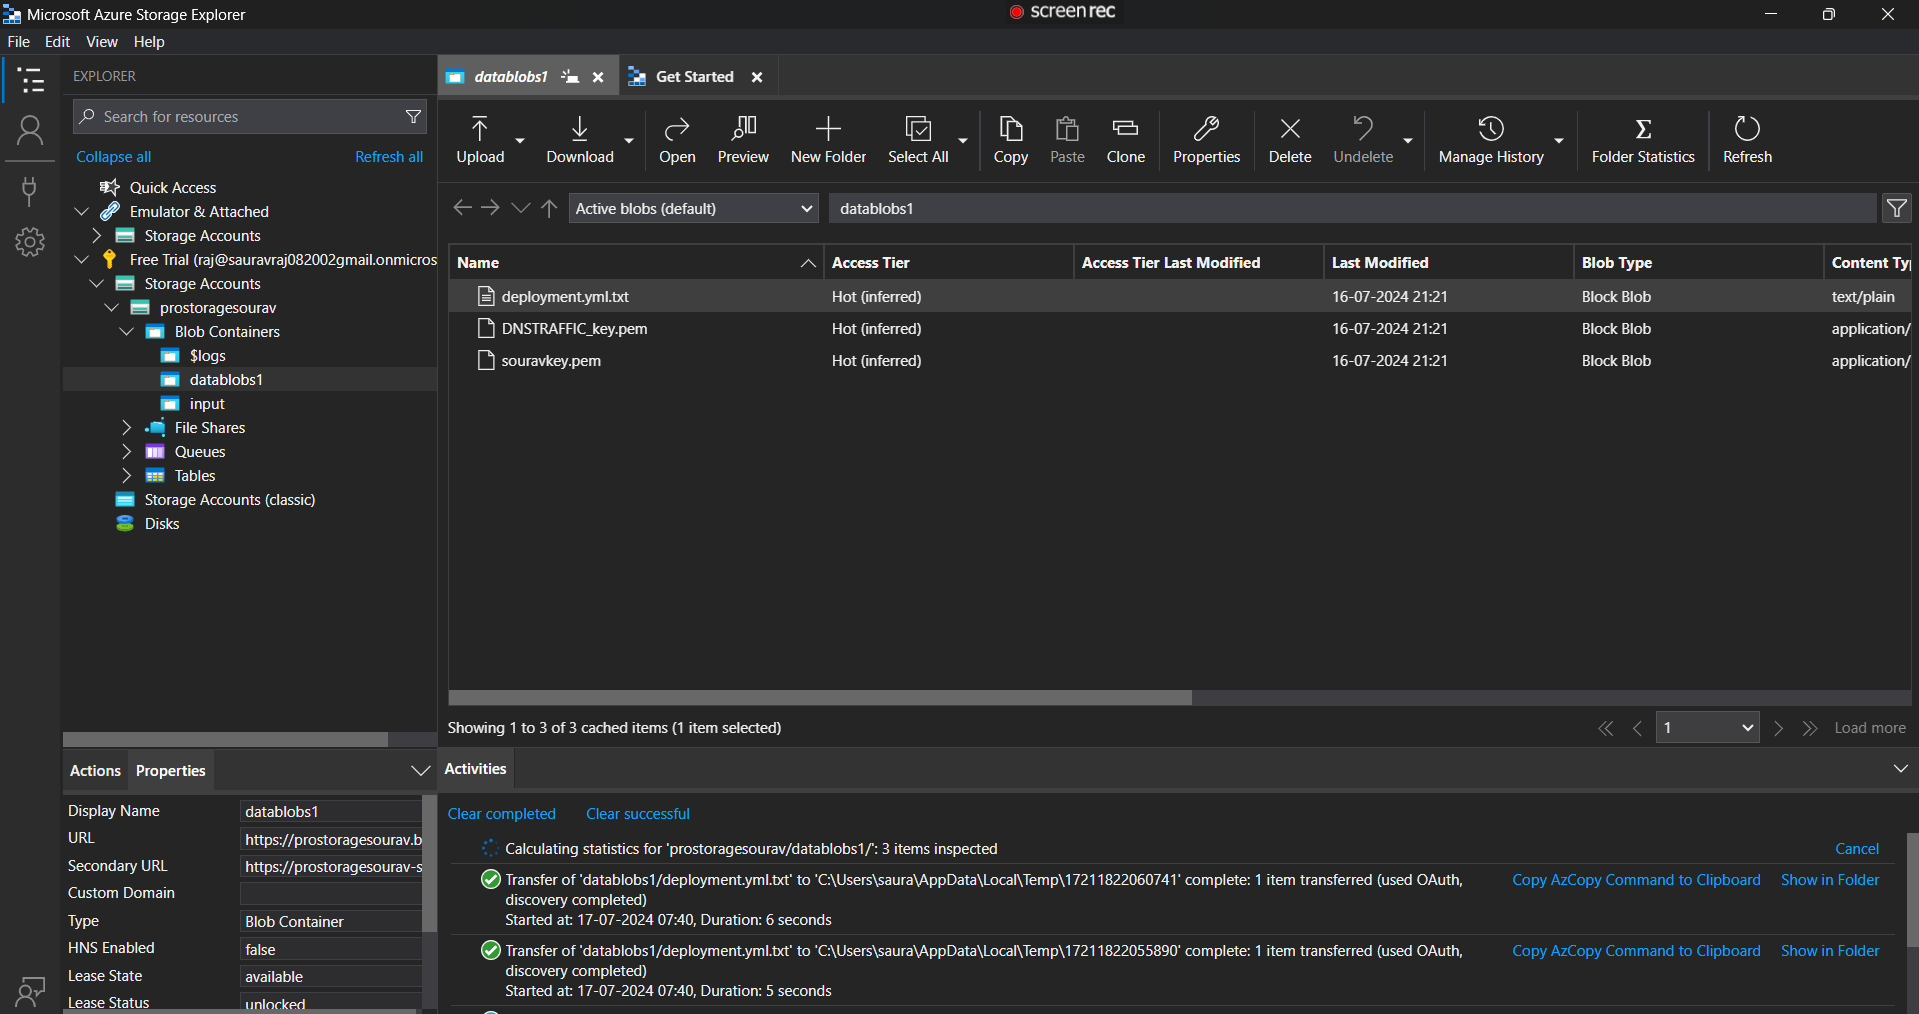 Microsoft Azure Storage Explorer
screenrec
File Edit View Help
EXPLORER
Search for resources
Collapse all
Refresh all
Quick Access
Emulator & Attached
Storage Accounts
Free Trial (raj@sauravraj082002gmail.onmicros
Storage Accounts
prostoragesourav
Blob Containers
$logs
datablobs1
input
File Shares
Queues
Tables
Storage Accounts (classic)
Disks
Actions Properties
Display Name datablobs1
URL https://prostoragesourav.b
Secondary URL https://prostoragesourav-s
Custom Domain
Type Blob Container
HNS Enabled false
Lease State available
Lease Status unlocked
datablobs1
Get Started
Upload Download Open Preview New Folder Select All Copy Paste Clone Properties Delete Undelete Manage History Folder Statistics Refresh
Active blobs (default) datablobs1
Name Access Tier Access Tier Last Modified Last Modified Blob Type Content Ty
deployment.yml.txt Hot (inferred) 16-07-2024 21:21 Block Blob text/plain
DNSTRAFFIC_key.pem Hot (inferred) 16-07-2024 21:21 Block Blob application/
souravkey.pem Hot (inferred) 16-07-2024 21:21 Block Blob application/
Showing 1 to 3 of 3 cached items (1 item selected)
1 Load more
Activities
Clear completed Clear successful
Calculating statistics for 'prostoragesourav/datablobs1/': 3 items inspected Cancel
Transfer of 'datablobs1/deployment.yml.txt' to 'C:\Users\saura\AppData\Local\Temp\17211822060741' complete: 1 item transferred (used OAuth, Copy AzCopy Command to Clipboard Show in Folder
discovery completed)
Started at: 17-07-2024 07:40, Duration: 6 seconds
Transfer of 'datablobs1/deployment.yml.txt' to 'C:\Users\saura\AppData\Local\Temp\17211822055890' complete: 1 item transferred (used OAuth, Copy AzCopy Command to Clipboard Show in Folder
discovery completed)
Started at: 17-07-2024 07:40, Duration: 5 seconds